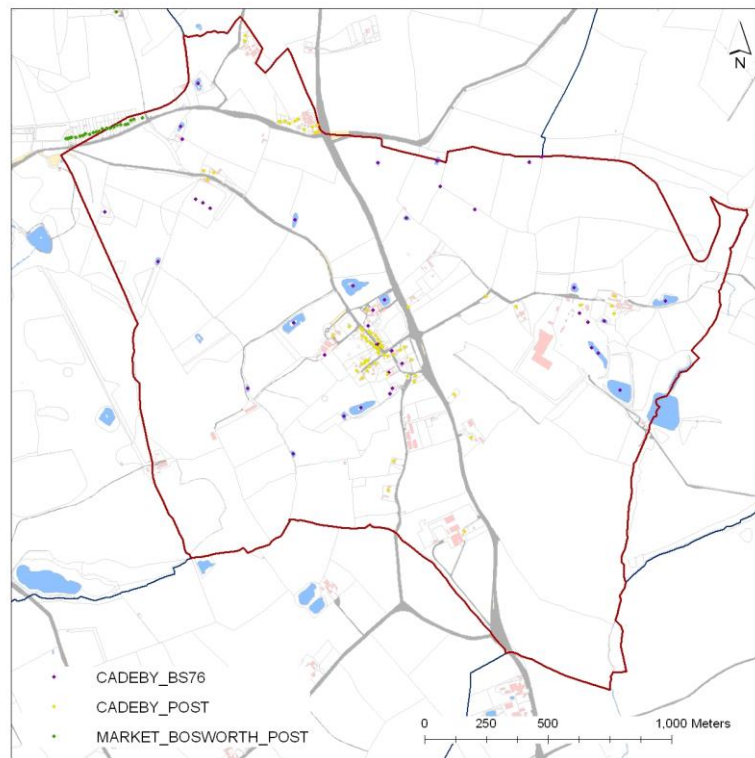 N
CADEBY_BS76
CADEBY_POST
MARKET_BOSWORTH_POST
0 250 500 1,000 Meters